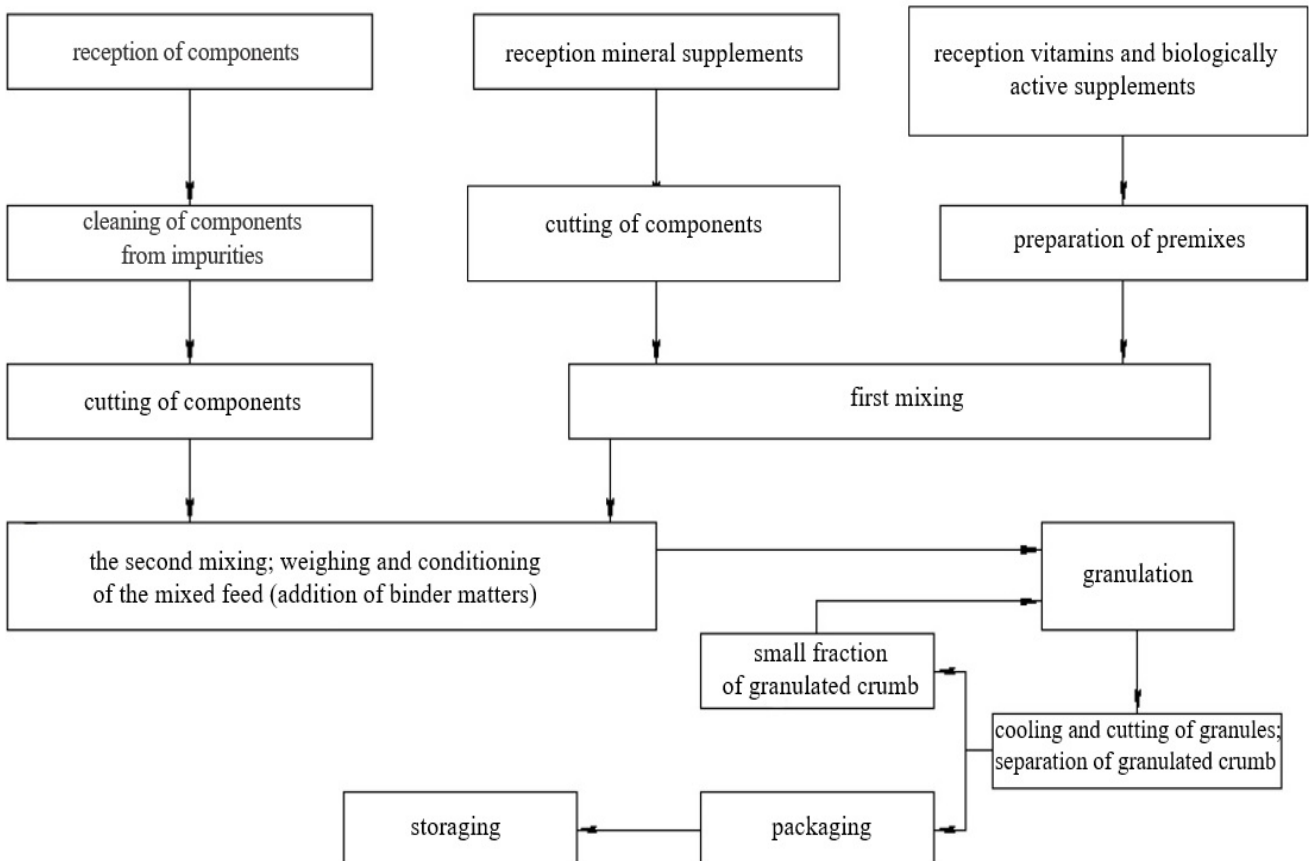 reception of components
reception mineral supplements
reception vitamins and biologically
active supplements
cleaning of components
from impurities
cutting of components
preparation of premixes
cutting of components
first mixing
the second mixing; weighing and conditioning
of the mixed feed (addition of binder matters)
granulation
small fraction
of granulated crumb
cooling and cutting of granules;
separation of granulated crumb
storaging
packaging